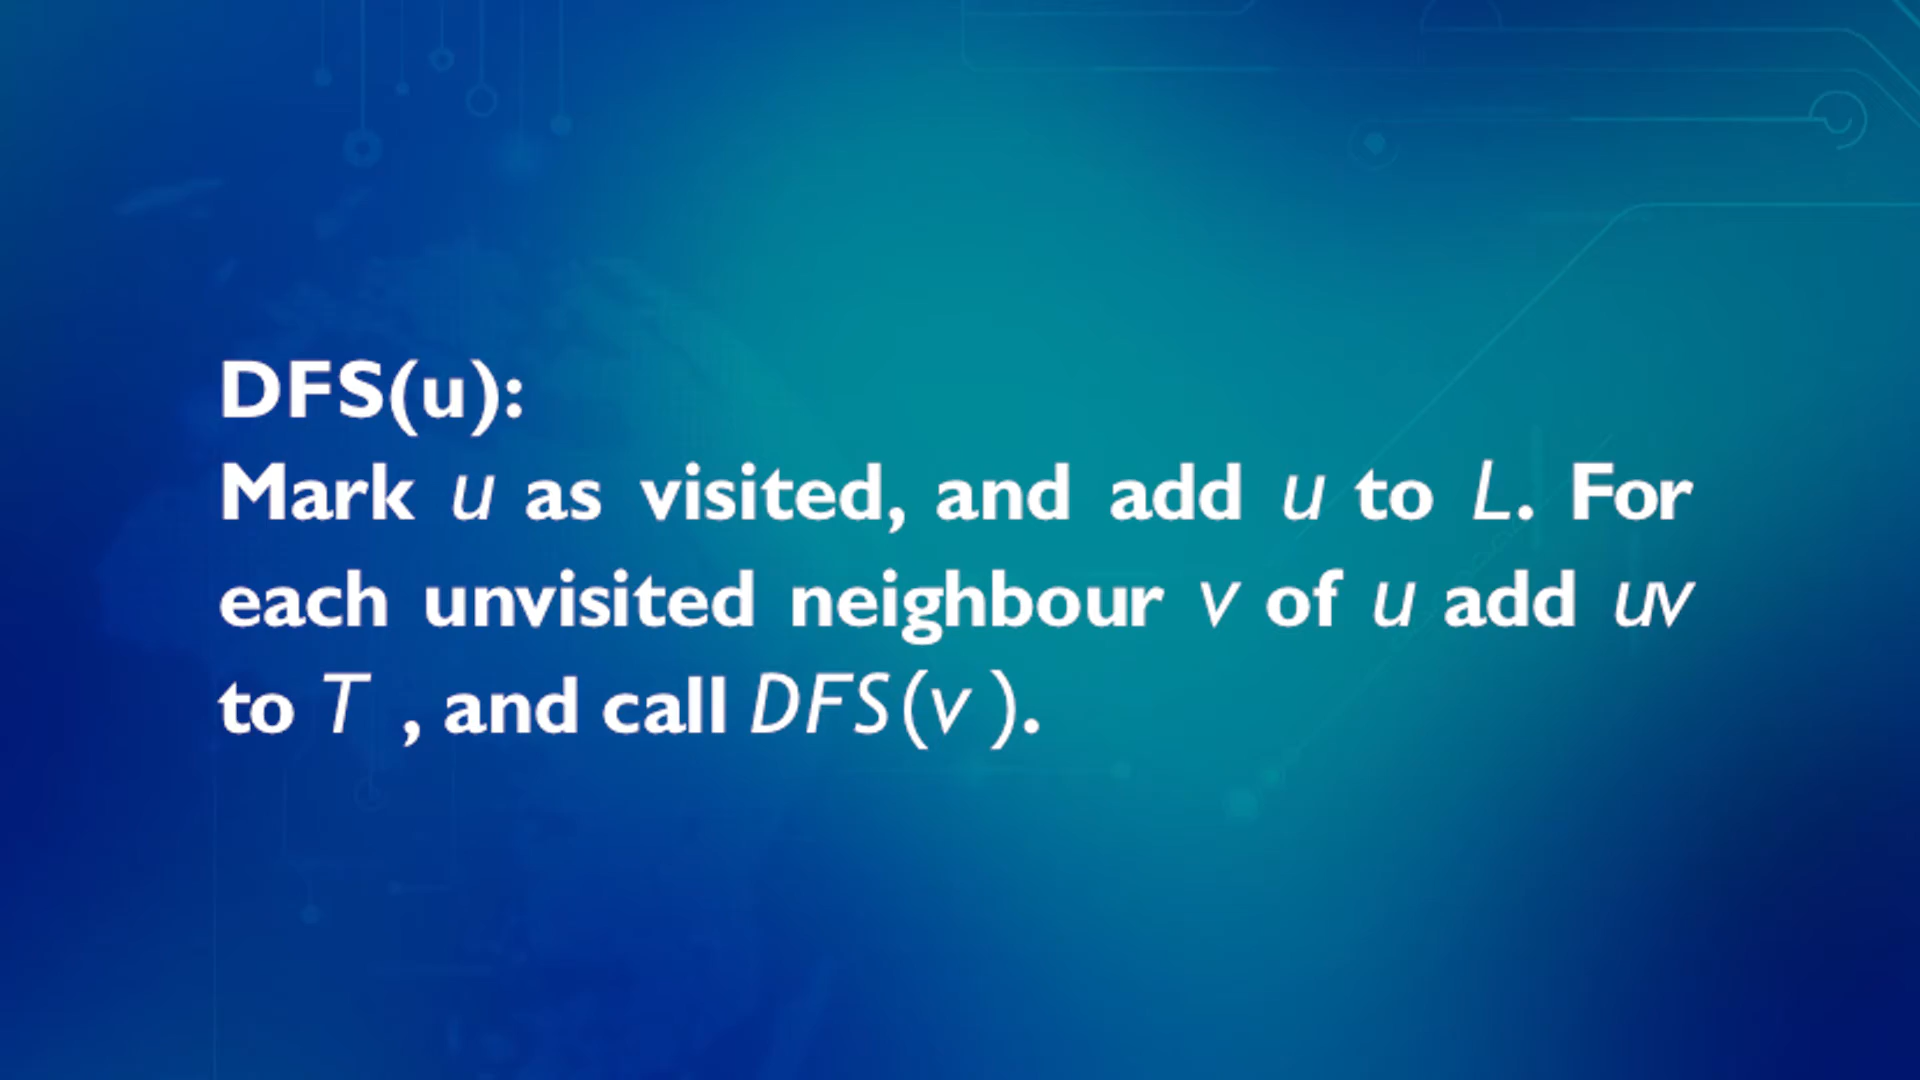 DFS(u):
Mark u as visited, and add u to L. For
each unvisited neighbour v of u add uv
to T , and call DFS(v ).